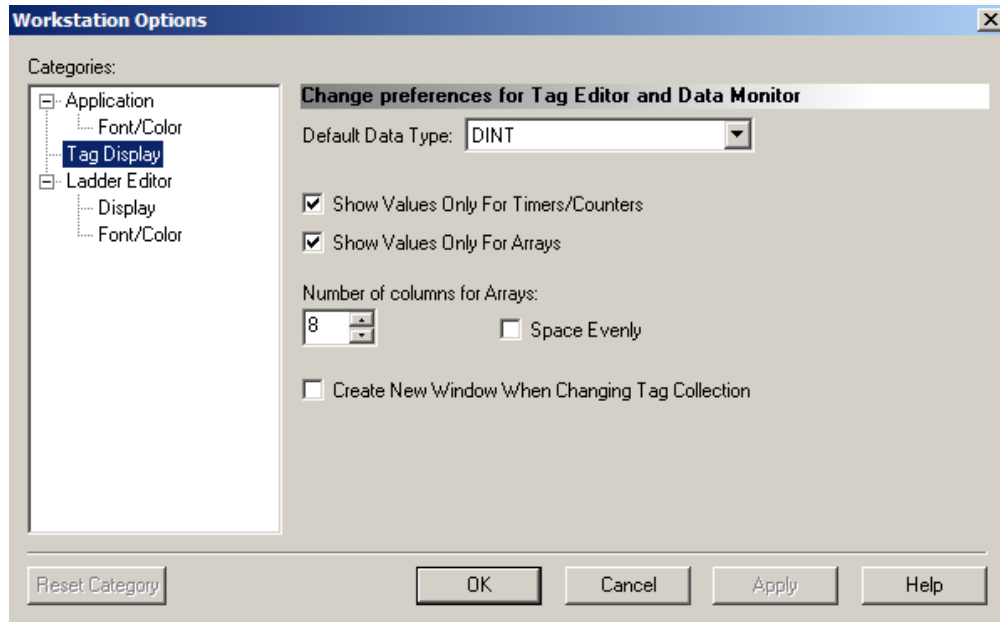 Workstation Options
Categories:
Application
Font/Color
Tag Display
Ladder Editor
Display
Font/Color
Change preferences for Tag Editor and Data Monitor
Default Data Type: DINT
Show Values Only For Timers/Counters
Show Values Only For Arrays
Number of columns for Arrays:
8 Space Evenly
Create New Window When Changing Tag Collection
Reset Category OK Cancel Apply Help